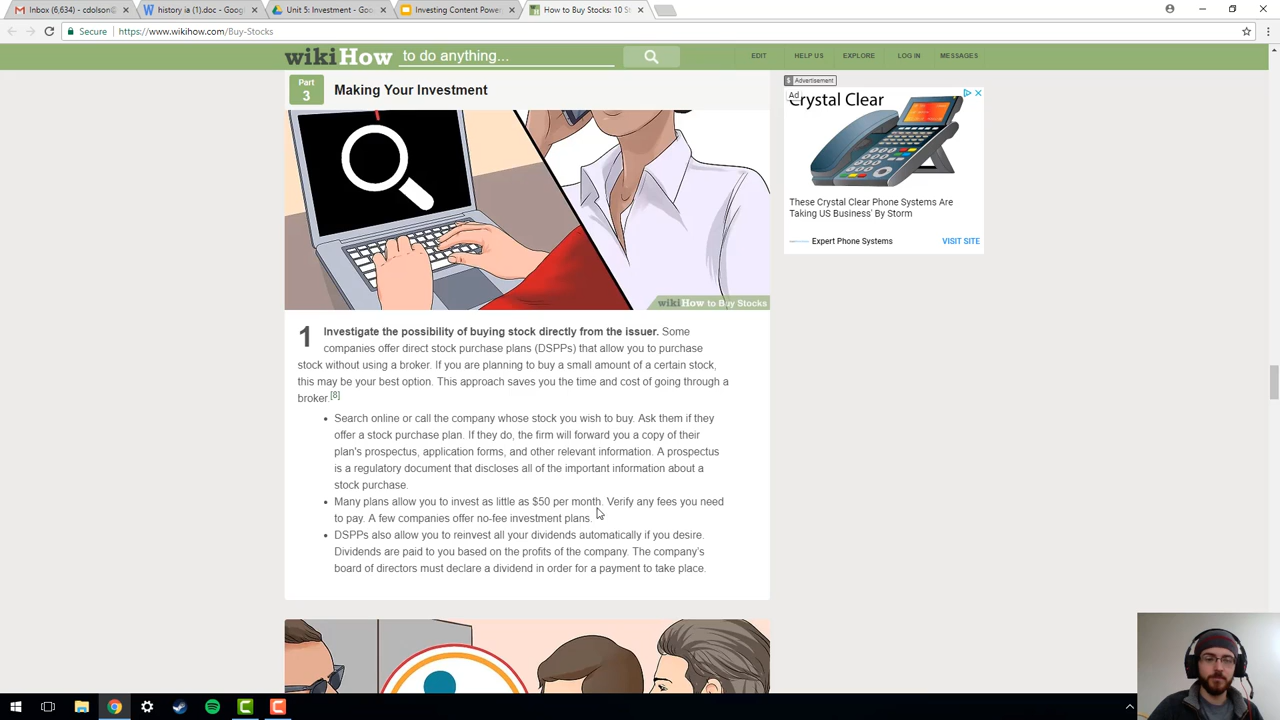 Inbox (6,634) - cdolson@
history ia (1).doc - Goog
Unit 5: Investment - Goo
Investing Content Power
How to Buy Stocks: 10 S
Secure
https://www.wikihow.com/Buy-Stocks
wikiHow to do anything...
EDIT
HELP US
EXPLORE
LOG IN
MESSAGES
Part
3
Making Your Investment
wikiHow to Buy Stocks
1 Investigate the possibility of buying stock directly from the issuer. Some
companies offer direct stock purchase plans (DSPPs) that allow you to purchase
stock without using a broker. If you are planning to buy a small amount of a certain stock,
this may be your best option. This approach saves you the time and cost of going through a
broker.[8]
• Search online or call the company whose stock you wish to buy. Ask them if they
offer a stock purchase plan. If they do, the firm will forward you a copy of their
plan's prospectus, application forms, and other relevant information. A prospectus
is a regulatory document that discloses all of the important information about a
stock purchase.
• Many plans allow you to invest as little as $50 per month. Verify any fees you need
to pay. A few companies offer no-fee investment plans.
• DSPPs also allow you to reinvest all your dividends automatically if you desire.
Dividends are paid to you based on the profits of the company. The company's
board of directors must declare a dividend in order for a payment to take place.
Advertisement
Ad
Crystal Clear
These Crystal Clear Phone Systems Are
Taking US Business' By Storm
Expert Phone Systems
VISIT SITE